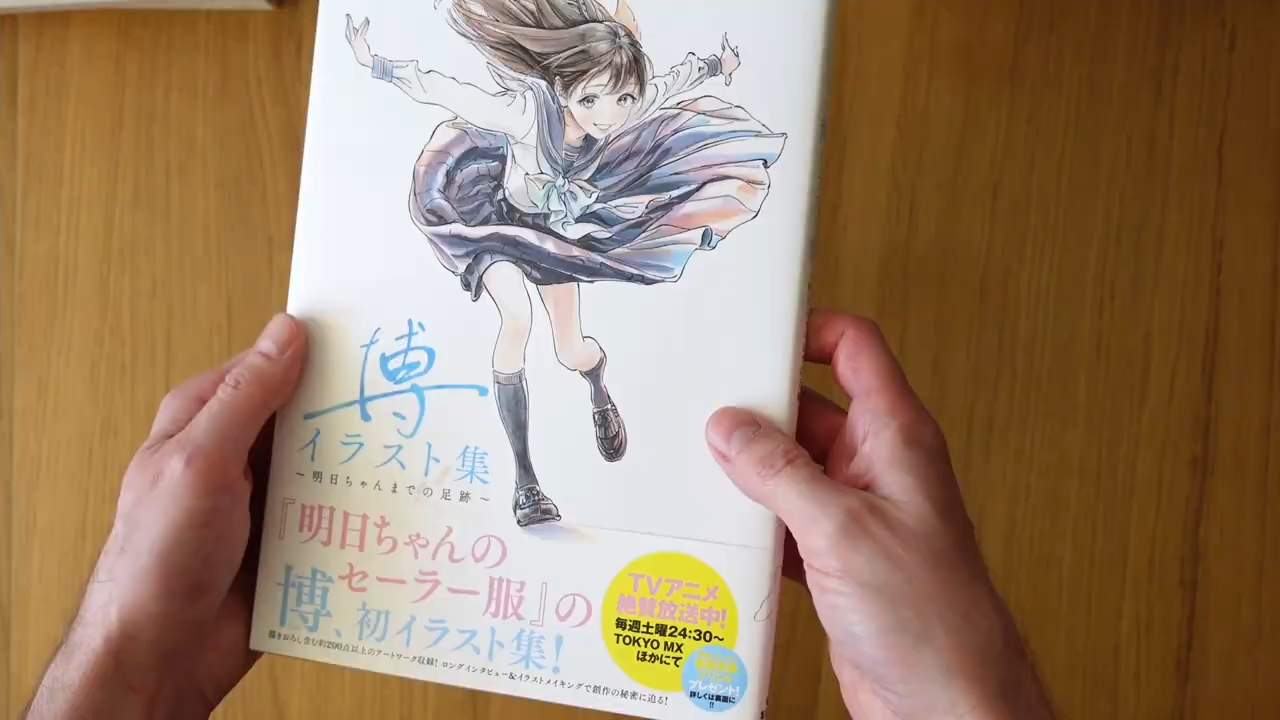 博
イラスト集
~明日ちゃんまでの足跡~
『明日ちゃんの
セーラー服』の
博、初イラスト集!
描きおろし含む約200点以上のアートワーク収録! ロングインタビュー&イラストメイキングで創作の秘密に迫る!
TVアニメ
絶賛放送中!
毎週土曜24:30~
TOKYO MX
ほかにて
プレゼント!
詳しくは裏面に
!!